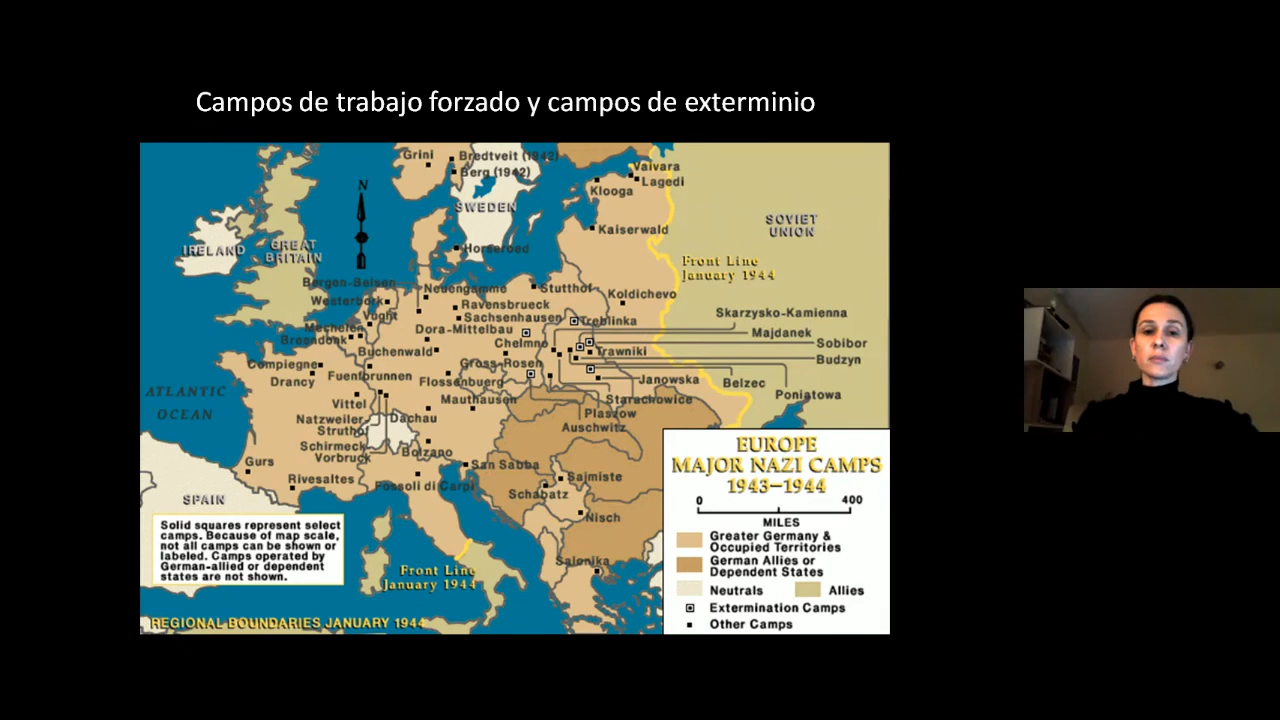 Campos de trabajo forzado y campos de exterminio
Grini
Bredtveit (1942)
Berg (1942)
Vaivara
Lagedi
Klooga
SWEDEN
N
Kaiserwald
SOVIET
UNION
IRELAND
GREAT
BRITAIN
Horserod
Front Line
January 1944
Bergen-Belsen
Neuengamme
Stutthof
Koldichevo
Westerbork
Ravensbrueck
Vught
Sachsenhausen
Treblinka
Skarzysko-Kamienna
Mechelen
Dora-Mittelbau
Majdanek
Breendonk
Chelmno
Sobibor
Buchenwald
Trawniki
Budzyn
Compiegne
Gross-Rosen
Drancy
Fuentbrunnen
Flossenbuerg
Janowska
Belzec
ATLANTIC
OCEAN
Mauthausen
Starachowice
Poniatowa
Vittel
Plaszow
Natzweiler
Struthof
Dachau
Auschwitz
Schirmeck
Vorbruck
Bolzano
Gurs
San Sabba
Rivesaltes
Fossoli di Carpi
Sajmiste
Schabatz
SPAIN
Nisch
Salonika
Solid squares represent select
camps. Because of map scale,
not all camps can be shown or
labeled. Camps operated by
German-allied or dependent
states are not shown.
Front Line
January 1944
REGIONAL BOUNDARIES JANUARY 1944
EUROPE
MAJOR NAZI CAMPS
1943–1944
0 400
MILES
Greater Germany &
Occupied Territories
German Allies or
Dependent States
Neutrals Allies
Extermination Camps
Other Camps